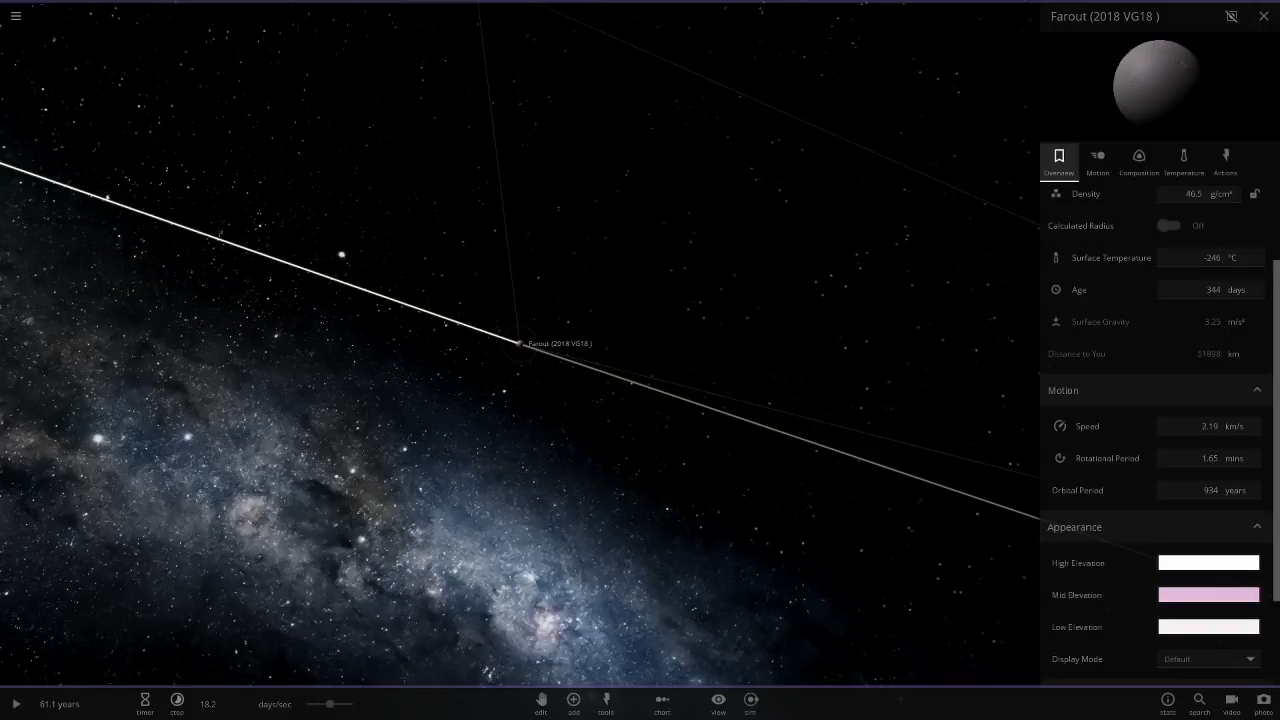 Farout (2018 VG18 )
Overview Motion Composition Temperature Actions
Density 46.5 g/cm³
Calculated Radius Off
Surface Temperature -246 °C
Age 344 days
Surface Gravity 3.25 m/s²
Distance to You 51898 km
Farout (2018 VG18 )
Motion
Speed 2.19 km/s
Rotational Period 1.65 mins
Orbital Period 934 years
Appearance
High Elevation
Mid Elevation
Low Elevation
Display Mode Default
61.1 years timer step 18.2 days/sec edit add tools chart view sim stats search video photo